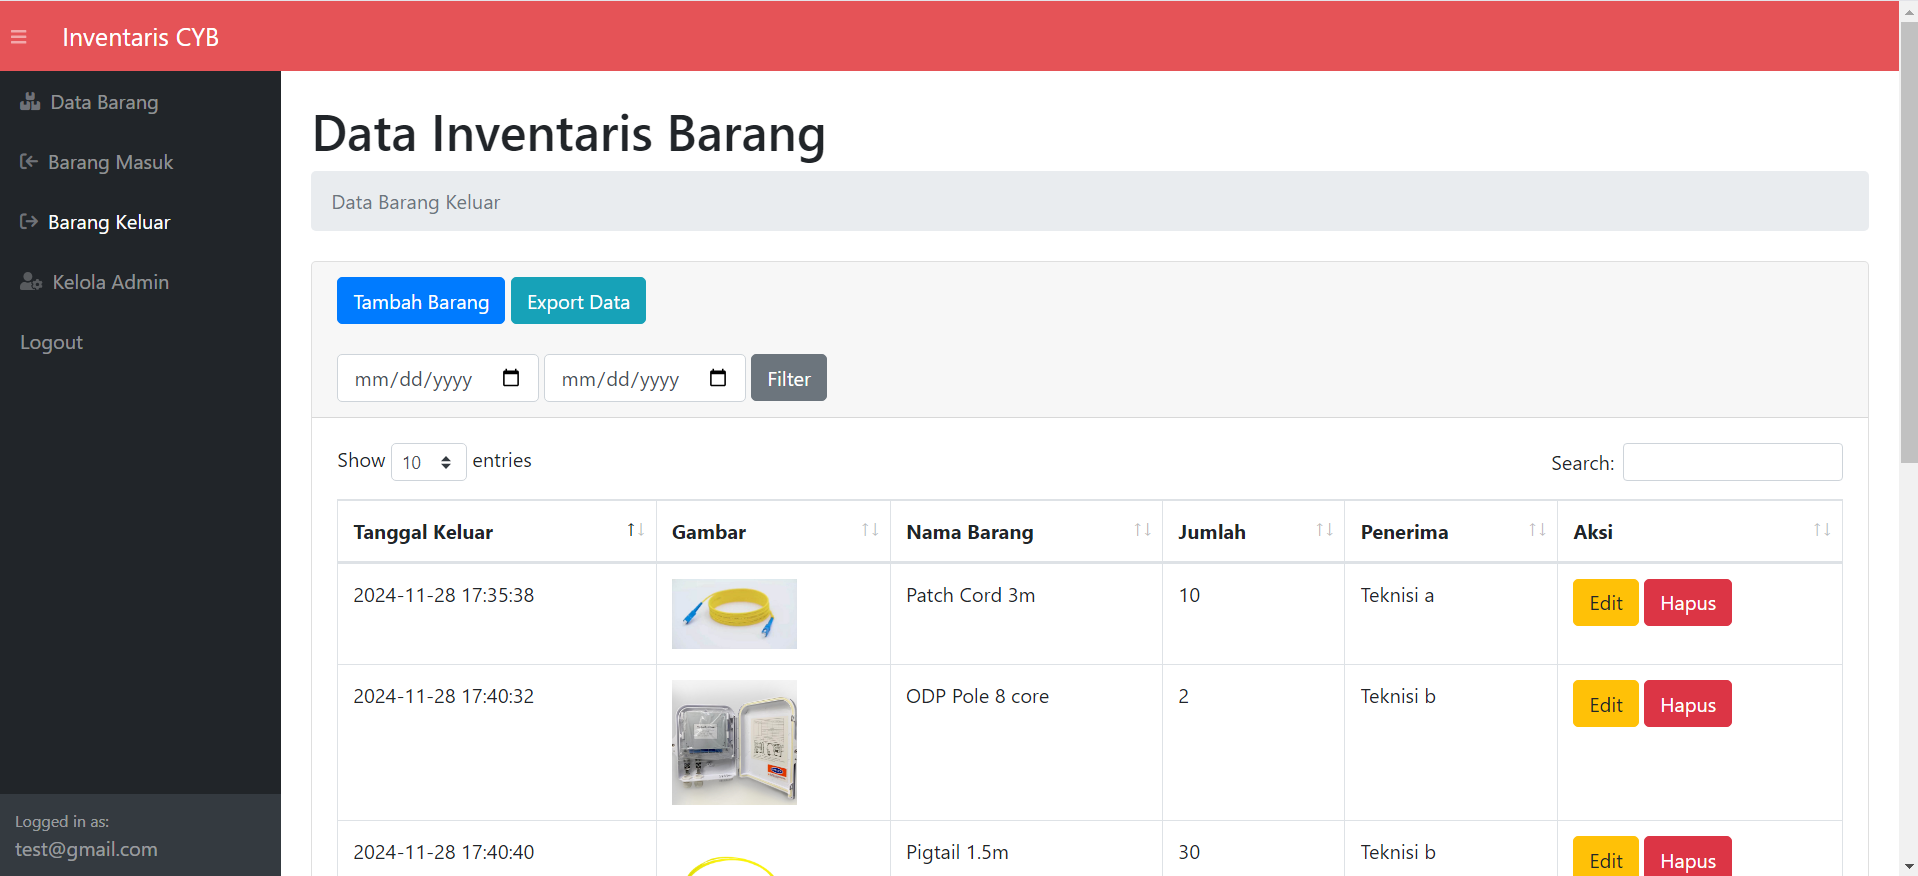 Inventaris CYB
Data Barang
Barang Masuk
Barang Keluar
Kelola Admin
Logout
Logged in as:
test@gmail.com
Data Inventaris Barang
Data Barang Keluar
Tambah Barang Export Data
mm/dd/yyyy mm/dd/yyyy Filter
Show 10 entries Search:
Tanggal Keluar Gambar Nama Barang Jumlah Penerima Aksi
2024-11-28 17:35:38 Patch Cord 3m 10 Teknisi a Edit Hapus
2024-11-28 17:40:32 ODP Pole 8 core 2 Teknisi b Edit Hapus
2024-11-28 17:40:40 Pigtail 1.5m 30 Teknisi b Edit Hapus